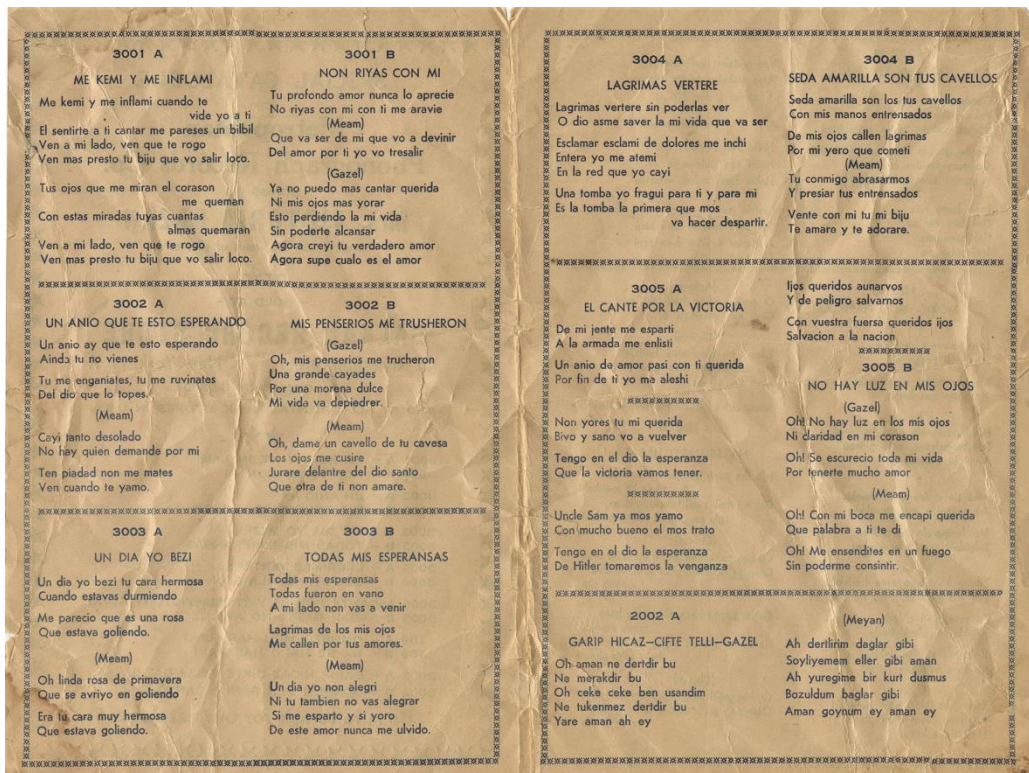 3001 A
ME KEMI Y ME INFLAMI
Me kemi y me inflami cuando te
vide yo a ti
El sentirte a ti cantar me pareses un bilbil
Ven a mi lado, ven que te rogo
Ven mas presto tu biju que vo salir loco.
Tus ojos que me miran el corason
me queman
Con estas miradas tuyas cuantas
almas quemaran
Ven a mi lado, ven que te rogo
Ven mas presto tu biju que vo salir loco.
3001 B
NON RIYAS CON MI
Tu profondo amor nunca lo aprecie
No riyas con mi con ti me aravie
(Meam)
Que va ser de mi que vo a devinir
Del amor por ti yo vo tresalir
(Gazel)
Ya no puedo mas cantar querida
Ni mis ojos mas yorar
Esto perdiendo la mi vida
Sin poderte alcansar
Agora creyi tu verdadero amor
Agora supe cualo es el amor
3002 A
UN ANIO QUE TE ESTO ESPERANDO
Un anio ay que te esto esperando
Ainda tu no vienes
Tu me enganiates, tu me ruvinates
Del dio que lo topes.
(Meam)
Cayi tanto desolado
No hay quien demande por mi
Ten piadad non me mates
Ven cuando te yamo.
3002 B
MIS PENSERIOS ME TRUSHERON
(Gazel)
Oh, mis penserios me trucheron
Una grande cayades
Por una morena dulce
Mi vida va depiedrer.
(Meam)
Oh, dame un cavello de tu cavesa
Los ojos me cusire
Jurare delantre del dio santo
Que otra de ti non amare.
3003 A
UN DIA YO BEZI
Un dia yo bezi tu cara hermosa
Cuando estavas durmiendo
Me parecio que es una rosa
Que estava goliendo.
(Meam)
Oh linda rosa de primavera
Que se avriyo en goliendo
Era tu cara muy hermosa
Que estava goliendo.
3003 B
TODAS MIS ESPERANSAS
Todas mis esperansas
Todas fueron en vano
A mi lado non vas a venir
Lagrimas de los mis ojos
Me callen por tus amores.
(Meam)
Un dia yo non alegri
Ni tu tambien no vas alegrar
Si me esparto y si yoro
De este amor nunca me ulvido.
3004 A
LAGRIMAS VERTERE
Lagrimas vertere sin poderlas ver
O dio asme saver la mi vida que va ser
Esclamar esclami de dolores me inchi
Entera yo me atemi
En la red que yo cayi
Una tomba yo fragui para ti y para mi
Es la tomba la primera que mos
va hacer despartir.
3004 B
SEDA AMARILLA SON TUS CAVELLOS
Seda amarilla son los tus cavellos
Con mis manos entrensados
De mis ojos callen lagrimas
Por mi yero que cometi
(Meam)
Tu conmigo abrasarmos
Y presiar tus entrensados
Vente con mi tu mi biju
Te amare y te adorare.
3005 A
EL CANTE POR LA VICTORIA
De mi jente me esparti
A la armada me enlisti
Un anio de amor pasi con ti querida
Por fin de ti yo ma aleshi
Non yores tu mi querida
Bivo y sano vo a vuelver
Tengo en el dio la esperanza
Que la victoria vamos tener.
Uncle Sam ya mos yamo
Con mucho bueno el mos trato
Tengo en el dio la esperanza
De Hitler tomaremos la venganza
Ijos queridos aunarvos
Y de peligro salvarnos
Con vuestra fuersa queridos ijos
Salvacion a la nacion
3005 B
NO HAY LUZ EN MIS OJOS
(Gazel)
Oh! No hay luz en los mis ojos
Ni claridad en mi corason
Oh! Se escurecio toda mi vida
Por tenerte mucho amor
(Meam)
Oh! Con mi boca me encapi querida
Que palabra a ti te di
Oh! Me ensendites en un fuego
Sin poderme consintir.
2002 A
GARIP HICAZ—CIFTE TELLI—GAZEL
Oh aman ne dertdir bu
Ne merakdir bu
Oh ceke ceke ben usandim
Ne tukenmez dertdir bu
Yare aman ah ey
(Meyan)
Ah dertlirim daglar gibi
Soyliyemem eller gibi aman
Ah yuregime bir kurt dusmus
Bozuldum baglar gibi
Aman goynum ey aman ey